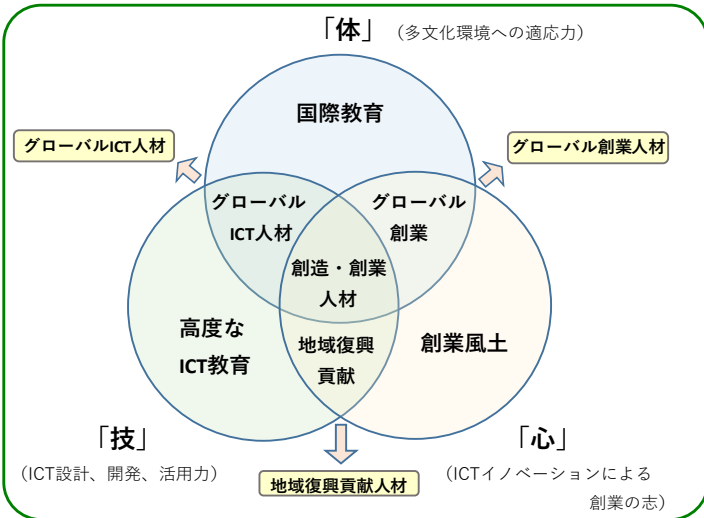 「体」（多文化環境への適応力）
国際教育
グローバルICT人材
グローバル創業人材
グローバル
ICT人材
グローバル
創業
創造・創業
人材
高度な
ICT教育
地域復興
貢献
創業風土
「技」
（ICT設計、開発、活用力）
「心」
（ICTイノベーションによる
創業の志）
地域復興貢献人材